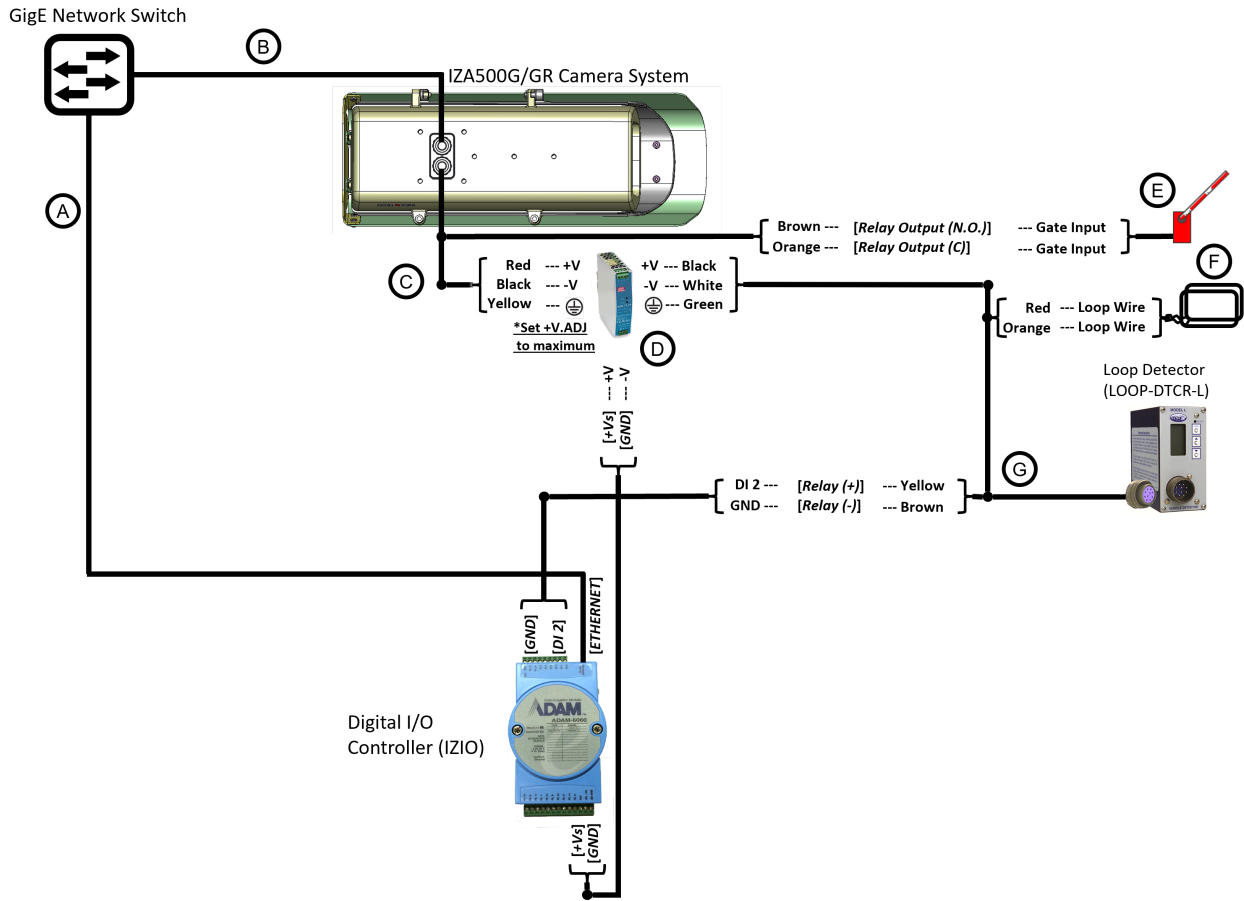 GigE Network Switch
B
IZA500G/GR Camera System
A
E
Brown --- [Relay Output (N.O.)] --- Gate Input
Orange --- [Relay Output (C)] --- Gate Input
F
C
Red --- +V
Black --- -V
Yellow ---
*Set +V.ADJ
to maximum
+V --- Black
-V --- White
--- Green
D
Red --- Loop Wire
Orange --- Loop Wire
Loop Detector
(LOOP-DTCR-L)
MODEL L
--- +V
--- -V
[+Vs]
[GND]
G
DI 2 --- [Relay (+)] --- Yellow
GND --- [Relay (-)] --- Brown
[GND]
[DI 2]
[ETHERNET]
ADAM
ADAM-6060
Digital I/O
Controller (IZIO)
[+Vs]
[GND]